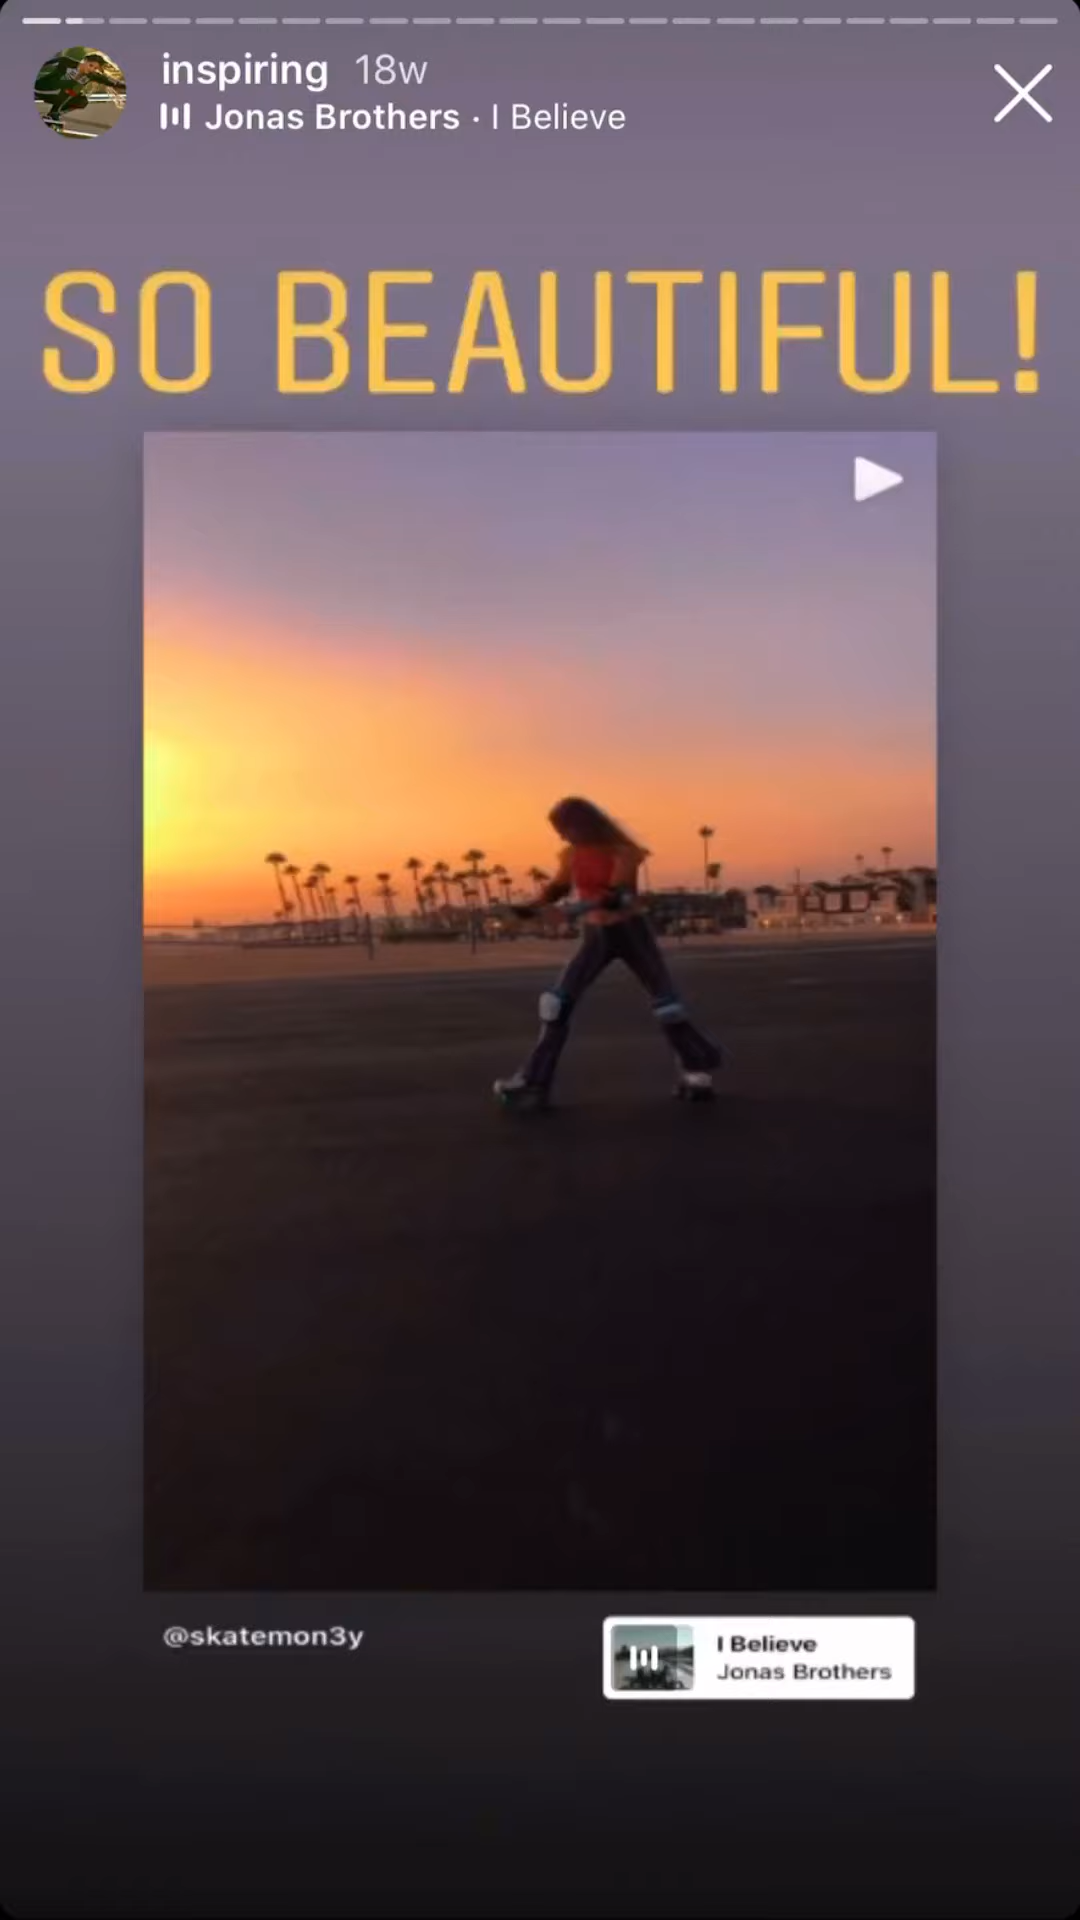 inspiring 18w
Jonas Brothers · I Believe
SO BEAUTIFUL!
@skatemon3y
I Believe
Jonas Brothers